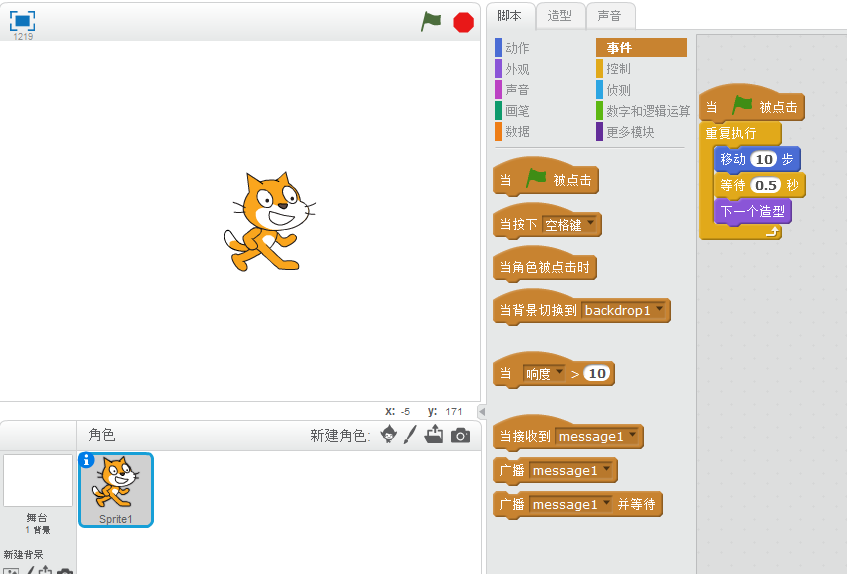 1219
脚本 造型 声音
动作 事件
外观 控制
声音 侦测
画笔 数字和逻辑运算
数据 更多模块
当 被点击
当按下 空格键
当角色被点击时
当背景切换到 backdrop1
当 响度 > 10
当接收到 message1
广播 message1
广播 message1 并等待
当 被点击
重复执行
移动 10 步
等待 0.5 秒
下一个造型
x: -5 y: 171
角色 新建角色:
Sprite1
舞台
1 背景
新建背景